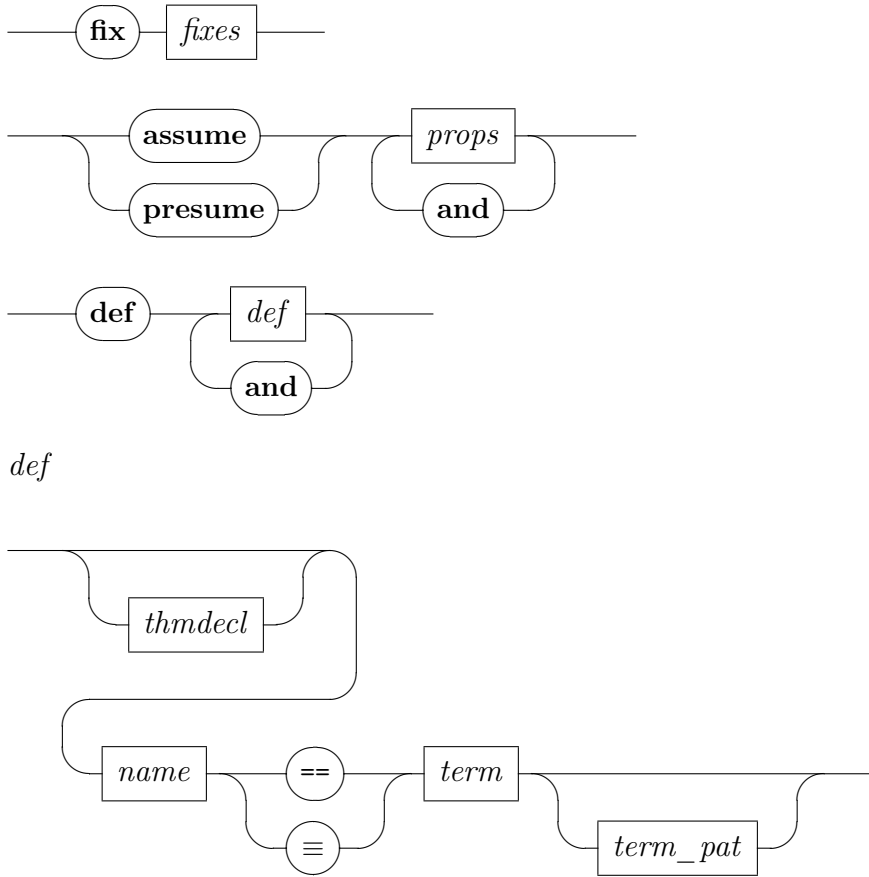 fix fixes
assume props
presume and
def def
and
def
thmdecl
name == term
≡ term_pat